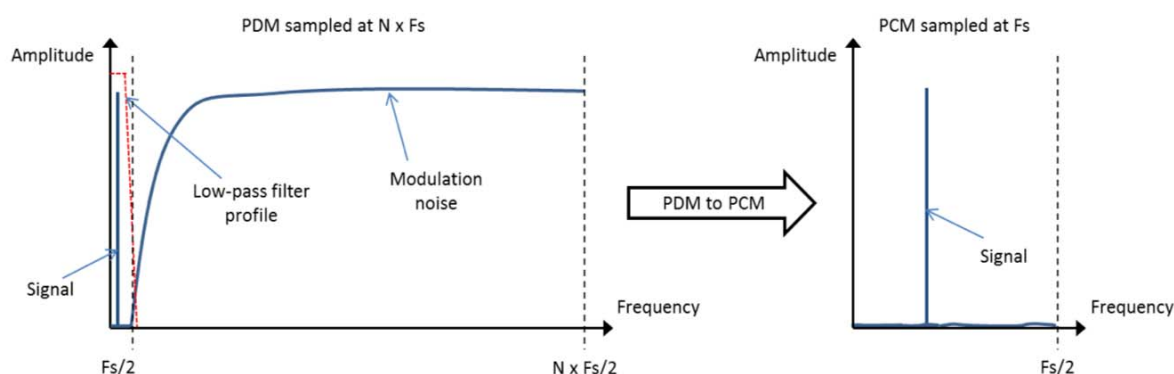 PDM sampled at N x Fs
Amplitude
Low-pass filter
profile
Modulation
noise
Signal
Frequency
Fs/2
N x Fs/2
PDM to PCM
PCM sampled at Fs
Amplitude
Signal
Frequency
Fs/2